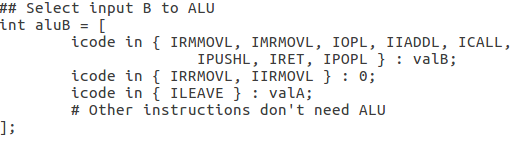 ## Select input B to ALU
int aluB = [
        icode in { IRMMOVL, IMRMOVL, IOPL, IIADDL, ICALL,
                      IPUSHL, IRET, IPOPL } : valB;
        icode in { IRRMOVL, IIRMOVL } : 0;
        icode in { ILEAVE } : valA;
        # Other instructions don't need ALU
];